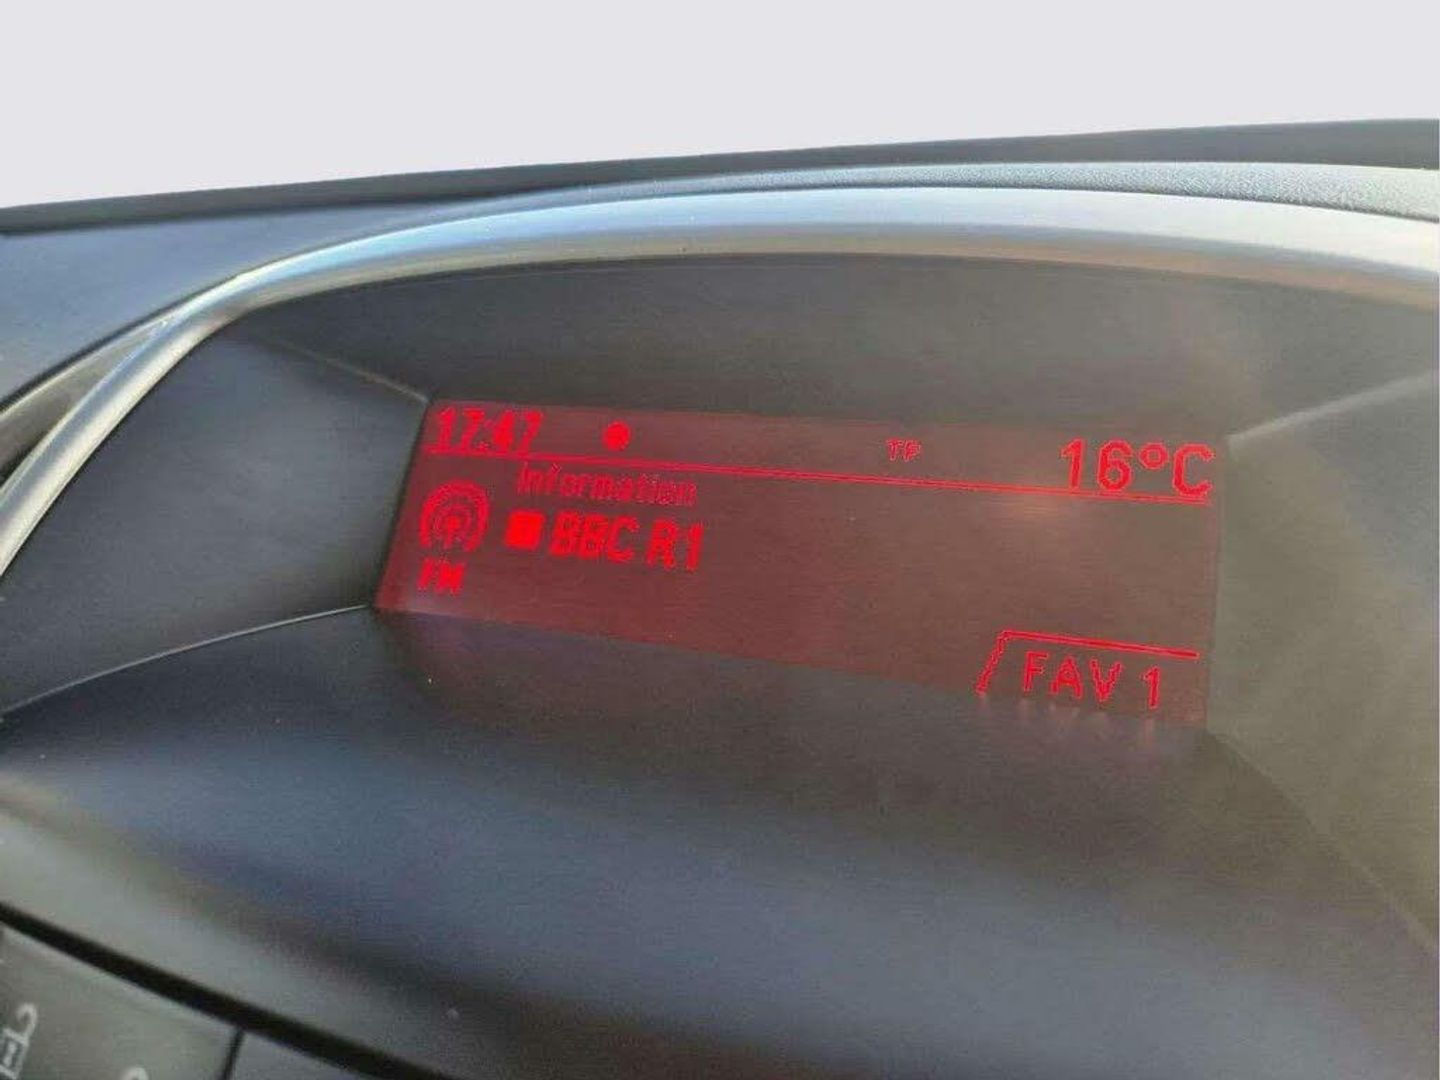 17:47 TP 16°C
Information
BBC R1
FM
FAV 1